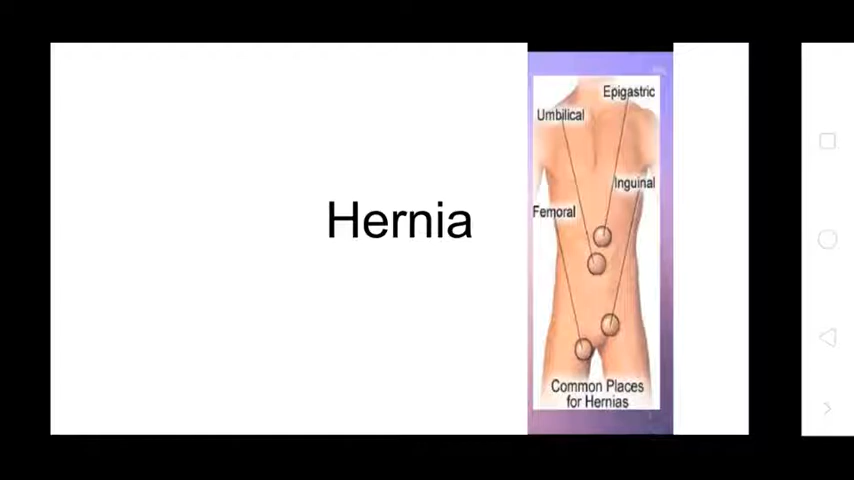 Hernia
Epigastric
Umbilical
Inguinal
Femoral
Common Places
for Hernias